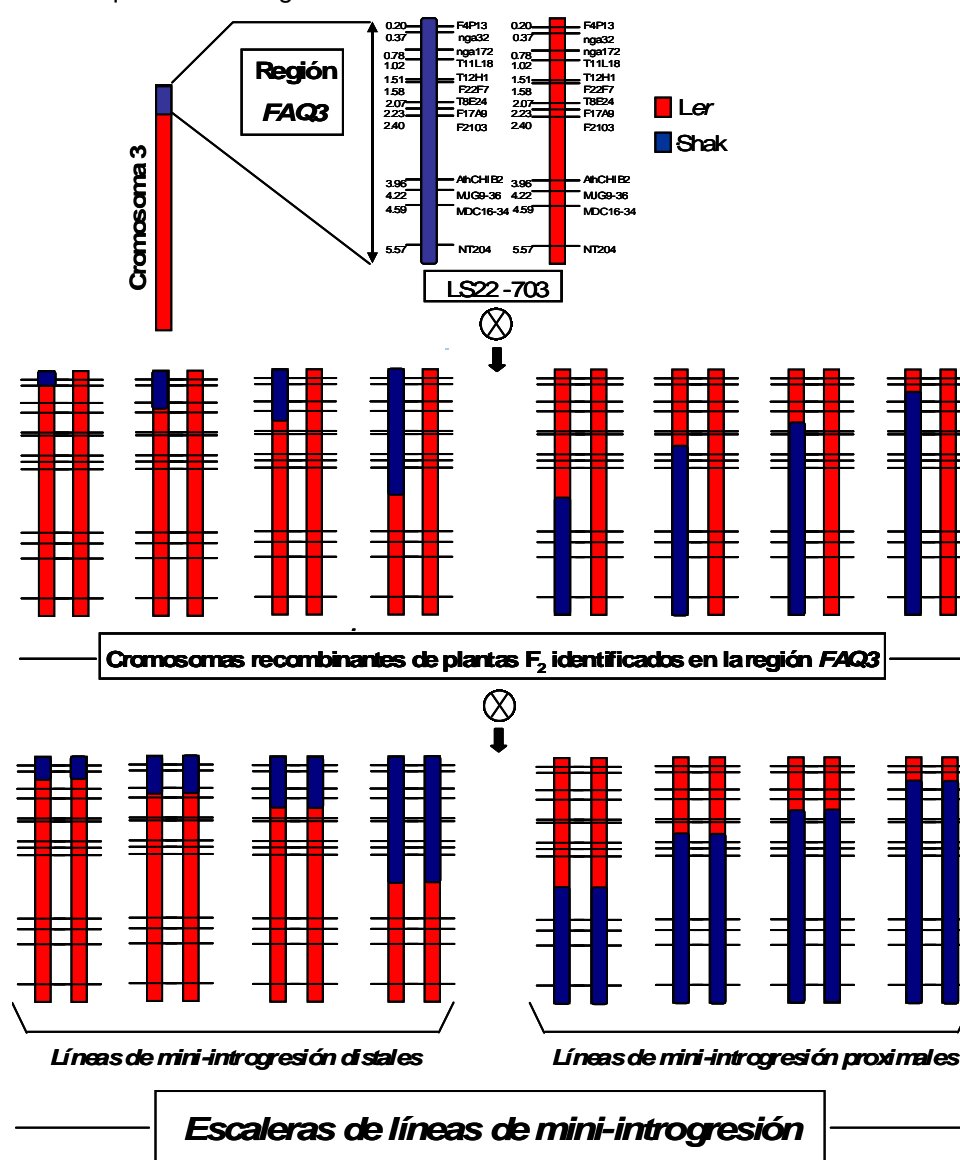 Cromosoma 3
Región
FAQ3
0.20 F4P13
0.37 nga32
0.78 nga172
1.02 T11L18
1.51 T12H1
1.58 F22F7
2.07 T8E24
2.23 F17A9
2.40 F2103
3.96 AthCHIB2
4.22 MJG9-36
4.59 MDC16-34
5.57 NT204
0.20 F4P13
0.37 nga32
0.78 nga172
1.02 T11L18
1.51 T12H1
1.58 F22F7
2.07 T8E24
2.23 F17A9
2.40 F2103
3.96 AthCHIB2
4.22 MJG9-36
4.59 MDC16-34
5.57 NT204
Ler
Shak
LS22-703
Cromosomas recombinantes de plantas F2 identificados en la región FAQ3
Líneas de mini-introgresión distales
Líneas de mini-introgresión proximales
Escaleras de líneas de mini-introgresión